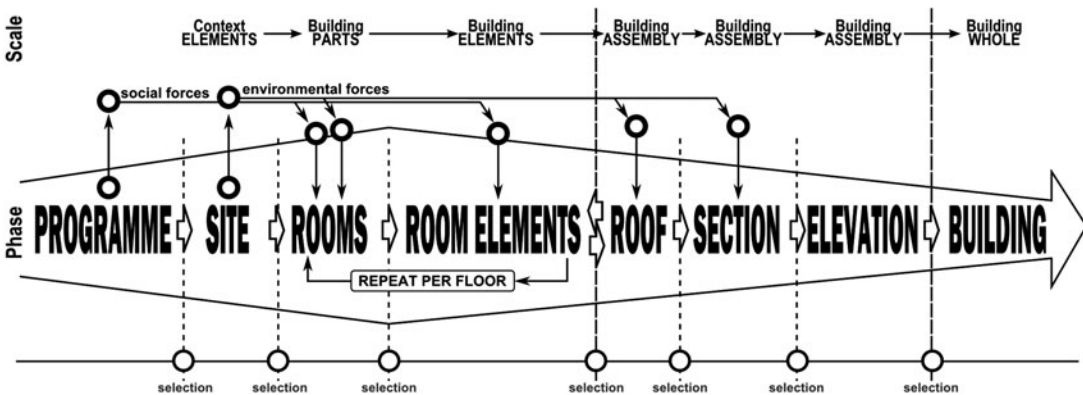 Scale
Context
ELEMENTS
Building
PARTS
Building
ELEMENTS
Building
ASSEMBLY
Building
ASSEMBLY
Building
ASSEMBLY
Building
WHOLE
social forces
environmental forces
Phase
PROGRAMME
SITE
ROOMS
ROOM ELEMENTS
ROOF
SECTION
ELEVATION
BUILDING
REPEAT PER FLOOR
selection
selection
selection
selection
selection
selection
selection